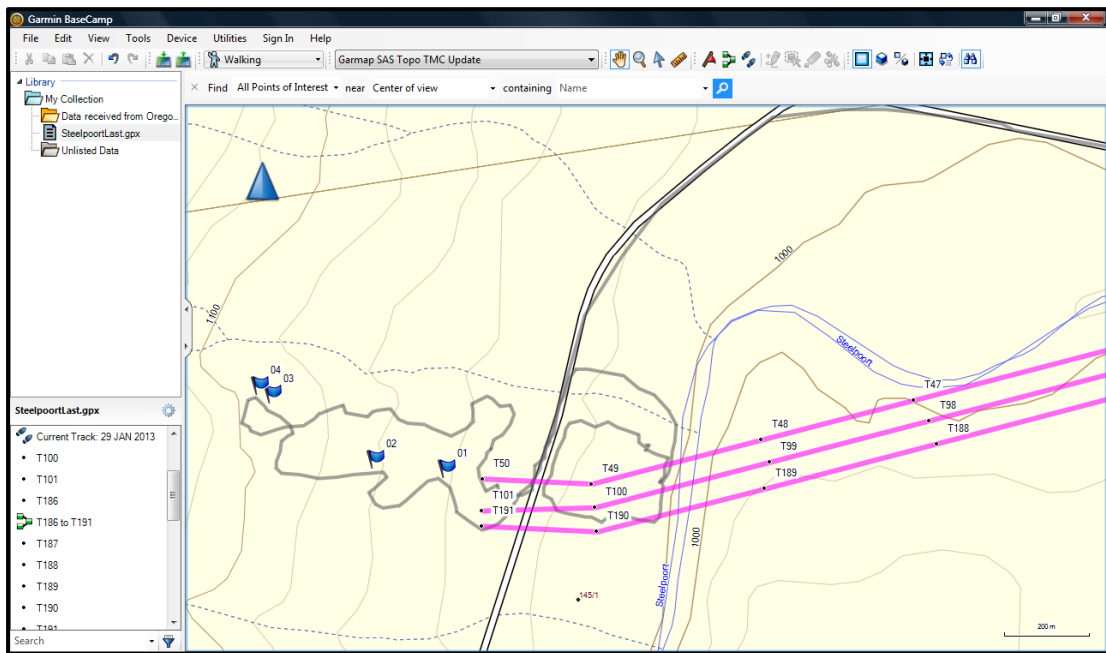 Garmin BaseCamp
File Edit View Tools Device Utilities Sign In Help
Walking Garmap SAS Topo TMC Update
Library
My Collection
Data received from Orego...
SteelpoortLast.gpx
Unlisted Data
Find All Points of Interest near Center of view containing Name
1000
1100
Steelpoort
04
03
T47
T98
T48
T188
02
T99
01
T50
T49
T189
T101
T100
T191
T190
1000
Steelpoort
145/1
200 m
SteelpoortLast.gpx
Current Track: 29 JAN 2013
T100
T101
T186
T186 to T191
T187
T188
T189
T190
T191
Search